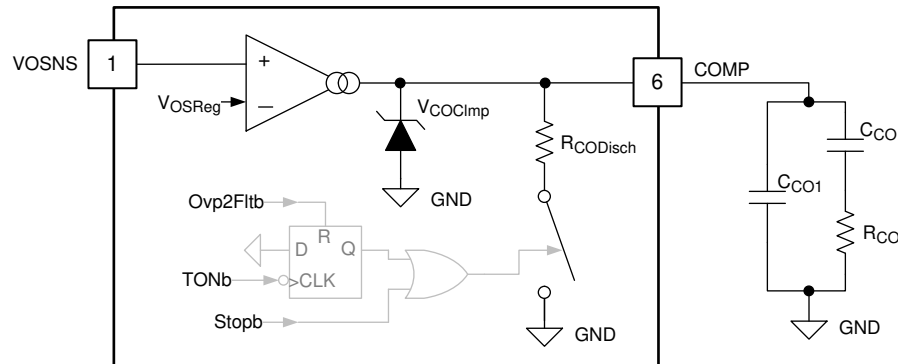 VOSNS
1
+
–
VOSReg
6
COMP
VCOClmp
RCODisch
CCO
CCO1
RCO
GND
GND
GND
Ovp2Fltb
R
D
Q
TONb
>CLK
Stopb